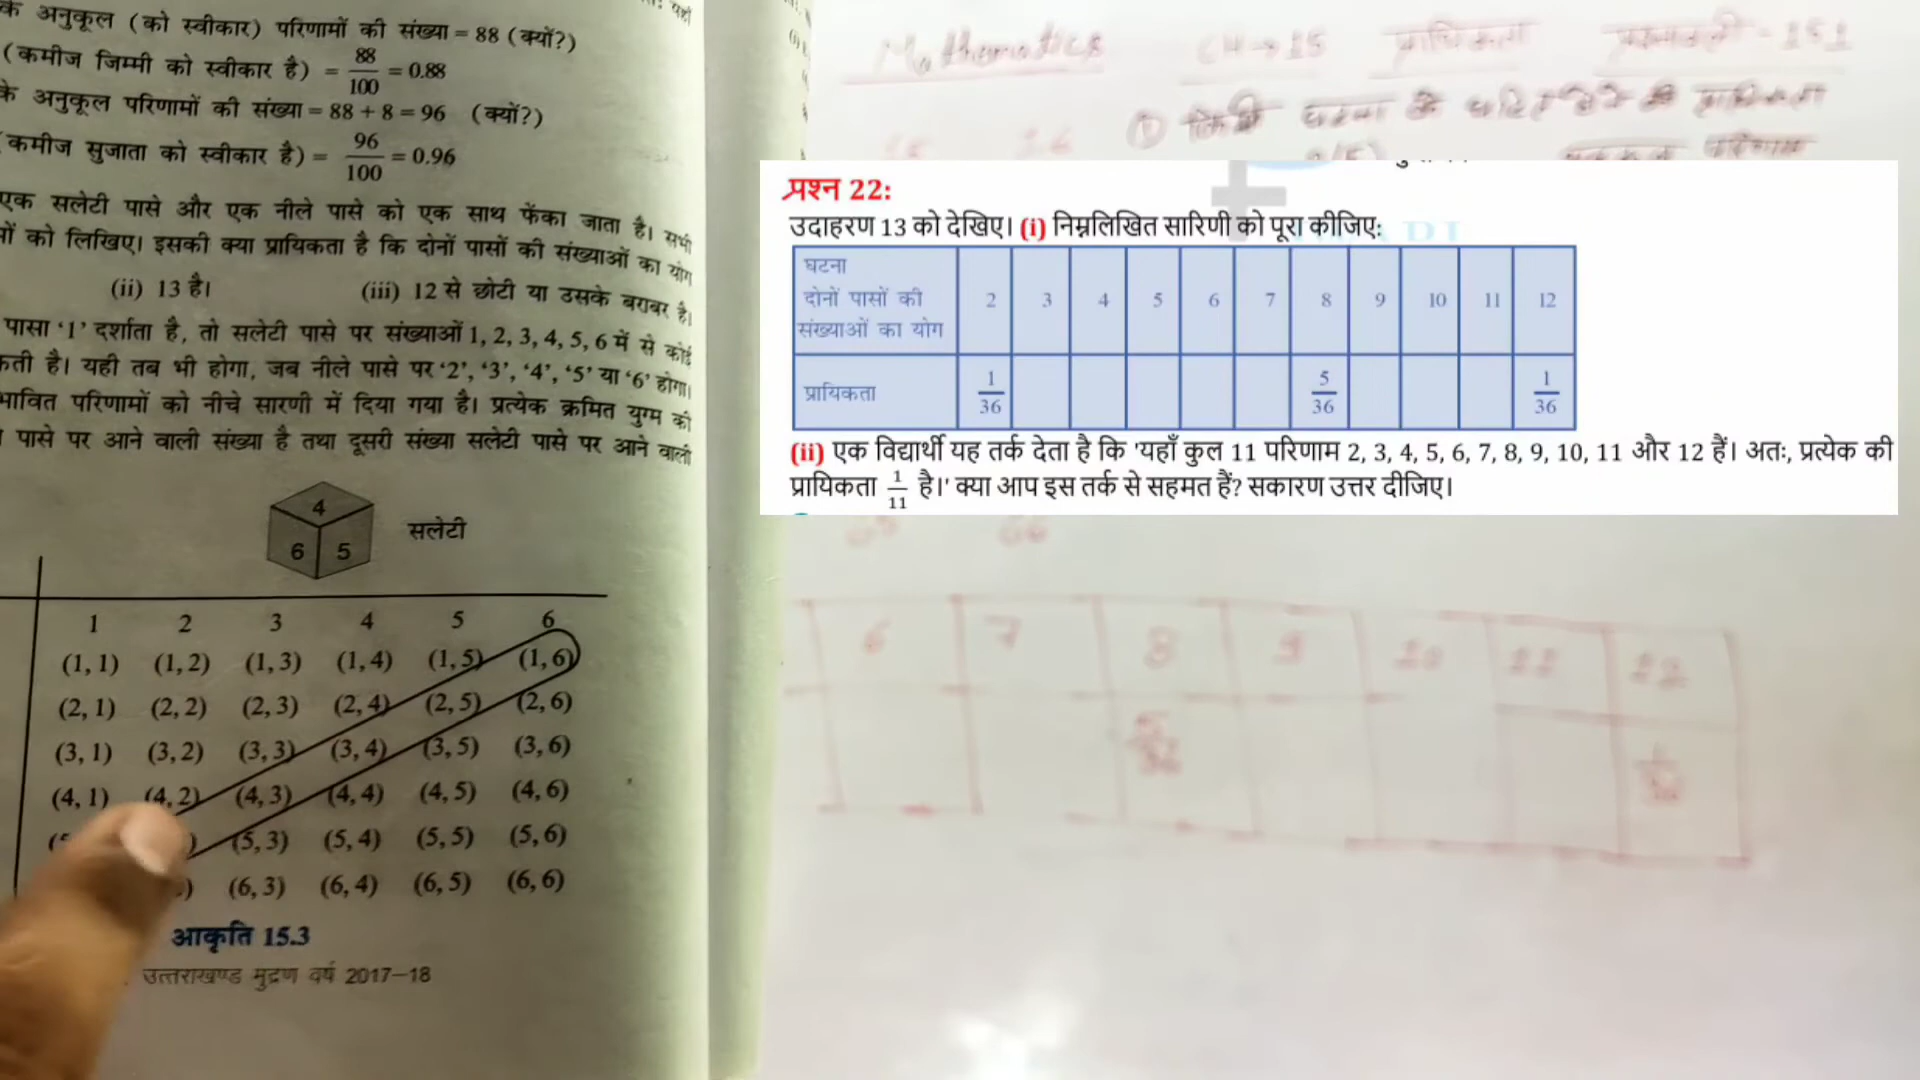 के अनुकूल (को स्वीकार) परिणामों की संख्या = 88 (क्यों?)
(कमीज जिम्मी को स्वीकार है) = 88/100 = 0.88
के अनुकूल परिणामों की संख्या = 88 + 8 = 96 (क्यों?)
(कमीज सुजाता को स्वीकार है) = 96/100 = 0.96
एक सलेटी पासे और एक नीले पासे को एक साथ फेंका जाता है। सभी
को लिखिए। इसकी क्या प्रायिकता है कि दोनों पासों की संख्याओं का योग
(ii) 13 है। (iii) 12 से छोटी या उसके बराबर है।
पासा ‘1’ दर्शाता है, तो सलेटी पासे पर संख्याओं 1, 2, 3, 4, 5, 6 में से कोई
है। यही तब भी होगा, जब नीले पासे पर ‘2’, ‘3’, ‘4’, ‘5’ या ‘6’ होगा।
परिणामों को नीचे सारणी में दिया गया है। प्रत्येक क्रमित युग्म की
पासे पर आने वाली संख्या है तथा दूसरी संख्या सलेटी पासे पर आने वाली
4
6 5
सलेटी
1 2 3 4 5 6
(1, 1) (1, 2) (1, 3) (1, 4) (1, 5) (1, 6)
(2, 1) (2, 2) (2, 3) (2, 4) (2, 5) (2, 6)
(3, 1) (3, 2) (3, 3) (3, 4) (3, 5) (3, 6)
(4, 1) (4, 2) (4, 3) (4, 4) (4, 5) (4, 6)
(5, 3) (5, 4) (5, 5) (5, 6)
(6, 3) (6, 4) (6, 5) (6, 6)
आकृति 15.3
उत्तराखण्ड मुद्रण वर्ष 2017–18
Mathematics CH → 15 प्रायिकता प्रश्नावली - 15.1
प्रश्न 22:
उदाहरण 13 को देखिए। (i) निम्नलिखित सारिणी को पूरा कीजिए:
घटना
दोनों पासों की
संख्याओं का योग
2 3 4 5 6 7 8 9 10 11 12
प्रायिकता 1/36 5/36 1/36
(ii) एक विद्यार्थी यह तर्क देता है कि 'यहाँ कुल 11 परिणाम 2, 3, 4, 5, 6, 7, 8, 9, 10, 11 और 12 हैं। अतः, प्रत्येक की
प्रायिकता 1/11 है।' क्या आप इस तर्क से सहमत हैं? सकारण उत्तर दीजिए।
6 7 8 9 10 11 12
5/36 1/36